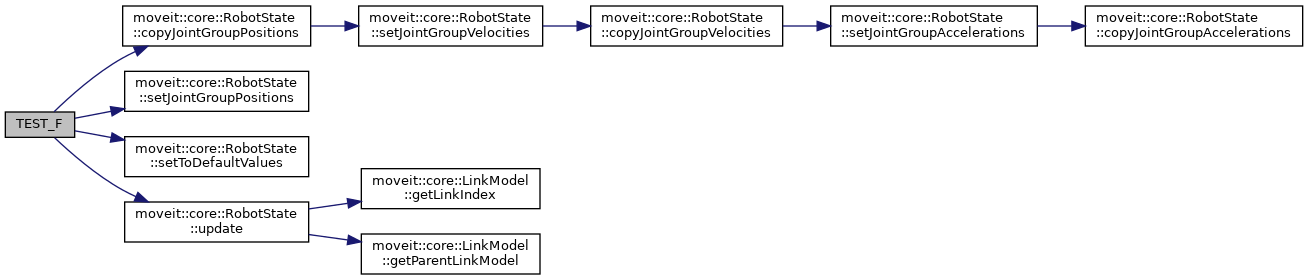 moveit::core::RobotState
::copyJointGroupPositions
moveit::core::RobotState
::setJointGroupVelocities
moveit::core::RobotState
::copyJointGroupVelocities
moveit::core::RobotState
::setJointGroupAccelerations
moveit::core::RobotState
::copyJointGroupAccelerations
moveit::core::RobotState
::setJointGroupPositions
TEST_F
moveit::core::RobotState
::setToDefaultValues
moveit::core::RobotState
::update
moveit::core::LinkModel
::getLinkIndex
moveit::core::LinkModel
::getParentLinkModel